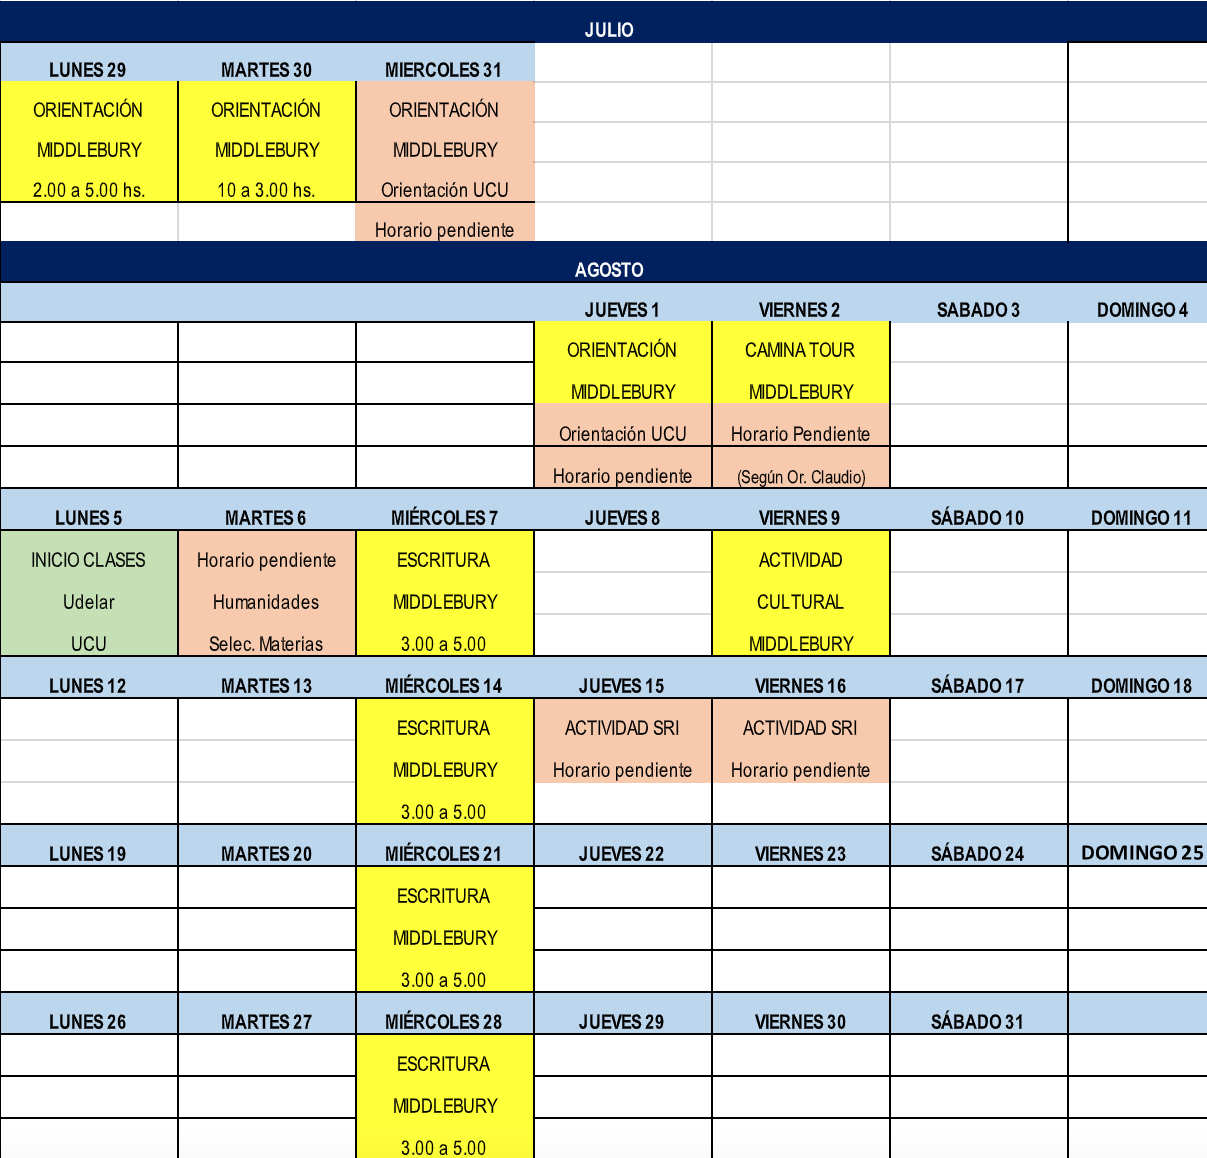 JULIO
LUNES 29 MARTES 30 MIERCOLES 31
ORIENTACIÓN ORIENTACIÓN ORIENTACIÓN
MIDDLEBURY MIDDLEBURY MIDDLEBURY
2.00 a 5.00 hs. 10 a 3.00 hs. Orientación UCU
Horario pendiente
AGOSTO
JUEVES 1 VIERNES 2 SABADO 3 DOMINGO 4
ORIENTACIÓN CAMINA TOUR
MIDDLEBURY MIDDLEBURY
Orientación UCU Horario Pendiente
Horario pendiente (Según Or. Claudio)
LUNES 5 MARTES 6 MIÉRCOLES 7 JUEVES 8 VIERNES 9 SÁBADO 10 DOMINGO 11
INICIO CLASES Horario pendiente ESCRITURA ACTIVIDAD
Udelar Humanidades MIDDLEBURY CULTURAL
UCU Selec. Materias 3.00 a 5.00 MIDDLEBURY
LUNES 12 MARTES 13 MIÉRCOLES 14 JUEVES 15 VIERNES 16 SÁBADO 17 DOMINGO 18
ESCRITURA ACTIVIDAD SRI ACTIVIDAD SRI
MIDDLEBURY Horario pendiente Horario pendiente
3.00 a 5.00
LUNES 19 MARTES 20 MIÉRCOLES 21 JUEVES 22 VIERNES 23 SÁBADO 24 DOMINGO 25
ESCRITURA
MIDDLEBURY
3.00 a 5.00
LUNES 26 MARTES 27 MIÉRCOLES 28 JUEVES 29 VIERNES 30 SÁBADO 31
ESCRITURA
MIDDLEBURY
3.00 a 5.00